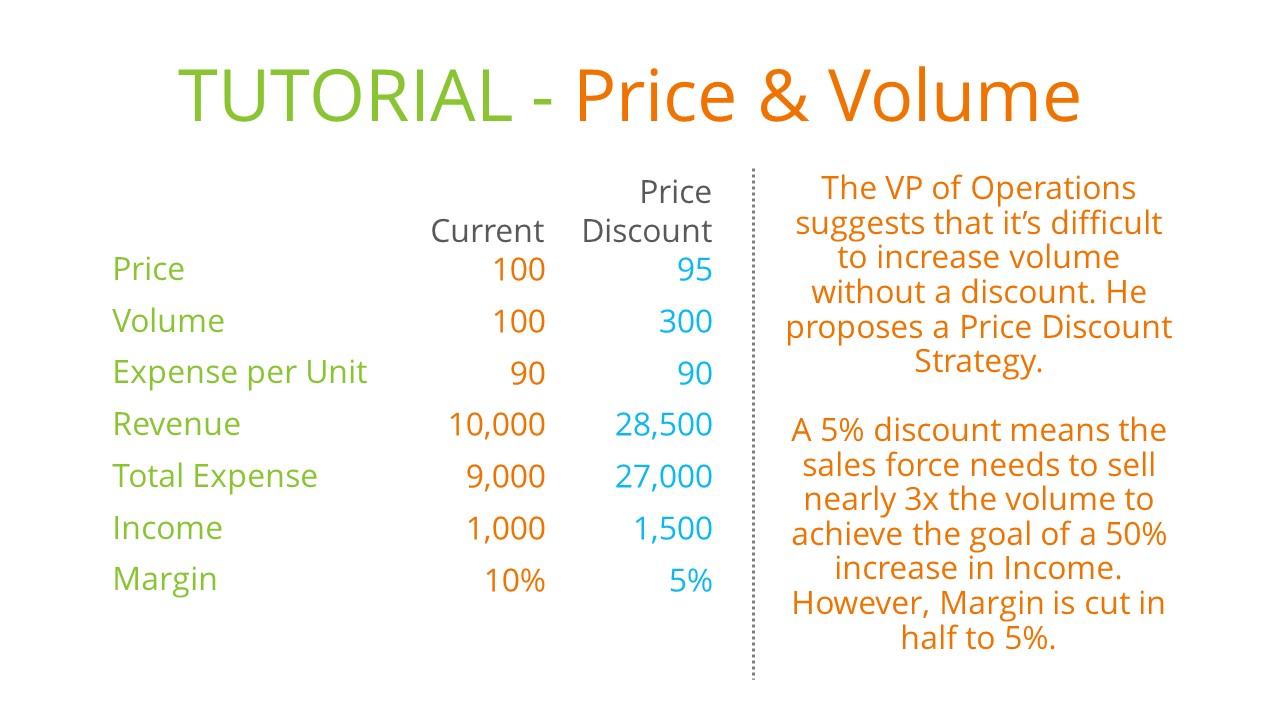 TUTORIAL - Price & Volume
Price
Current Discount
Price 100 95
Volume 100 300
Expense per Unit 90 90
Revenue 10,000 28,500
Total Expense 9,000 27,000
Income 1,000 1,500
Margin 10% 5%
The VP of Operations
suggests that it’s difficult
to increase volume
without a discount. He
proposes a Price Discount
Strategy.
A 5% discount means the
sales force needs to sell
nearly 3x the volume to
achieve the goal of a 50%
increase in Income.
However, Margin is cut in
half to 5%.